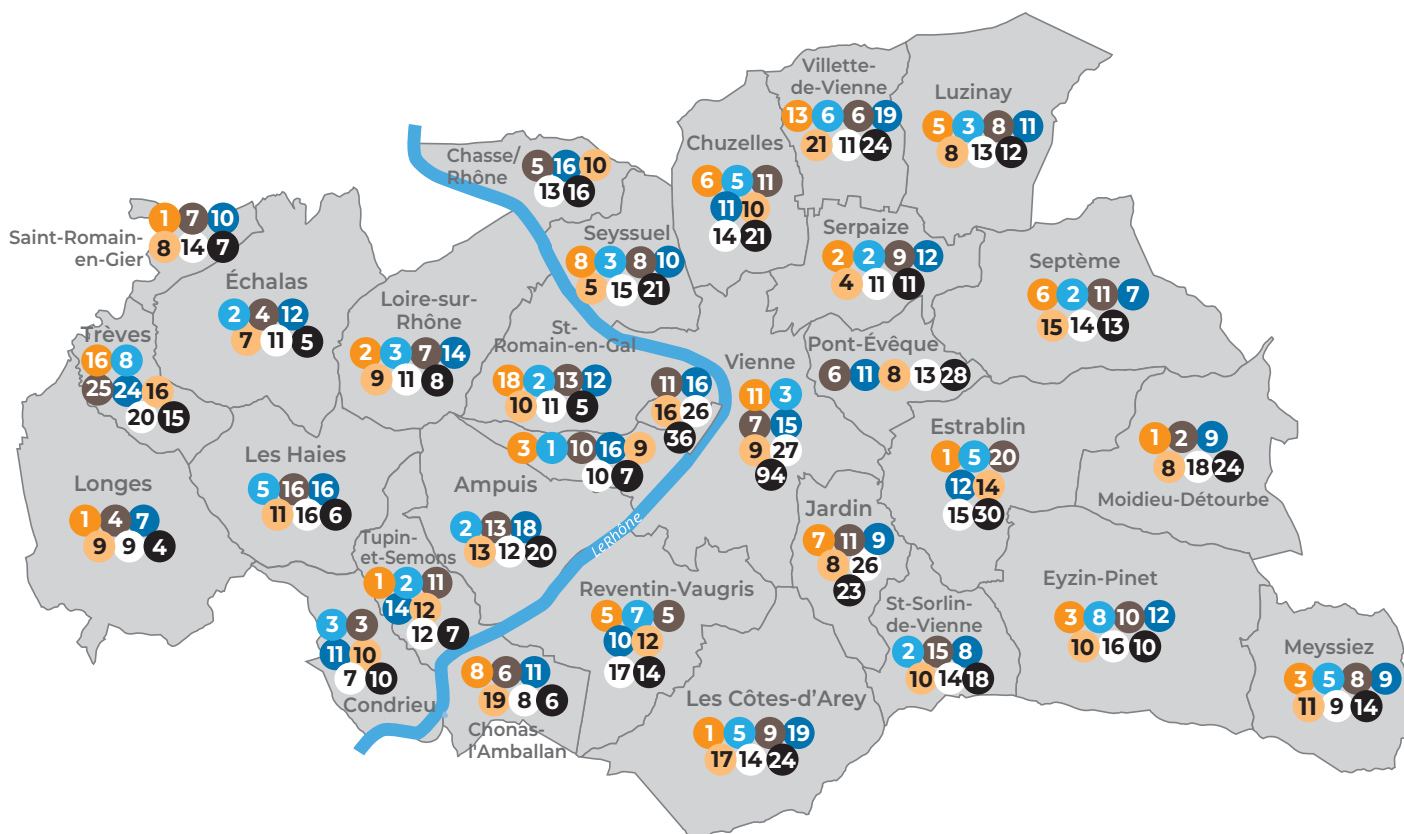 Villette-
de-Vienne
13 6 6 19
21 11 24
Luzinay
5 3 8 11
8 13 12
Chuzelles
6 5 11
11 10
14 21
Chasse/
Rhône
5 16 10
13 16
1 7 10
8 14 7
Saint-Romain-
en-Gier
Seyssuel
8 3 8 10
5 15 21
Serpaize
2 2 9 12
4 11 11
Septème
6 2 11 7
15 14 13
Échalas
2 4 12
7 11 5
Loire-sur-
Rhône
2 3 7 14
9 11 8
Trèves
16 8
25 24 16
20 15
St-
Romain-en-Gal
18 2 13 12
10 11 5
11 16
16 26
36
Vienne
11 3
7 15
9 27
94
Pont-Évêque
6 11 8 13 28
Estrablin
1 5 20
12 14
15 30
1 2 9
8 18 24
Moidieu-Détourbe
3 1 10 16 9
10 7
Les Haies
5 16 16
11 16 6
Longes
1 4 7
9 9 4
Ampuis
2 13 18
13 12 20
LeRhône
Jardin
7 11 9
8 26
23
Tupin-
et-Semons
1 2 11
14 12
12 7
3 3
11 10
7 10
Condrieu
Reventin-Vaugris
5 7 5
10 12
17 14
8 6 11
19 8 6
Chonas-
l'Amballan
St-Sorlin-
de-Vienne
2 15 8
10 14 18
Eyzin-Pinet
3 8 10 12
10 16 10
Meyssiez
3 5 8 9
11 9 14
Les Côtes-d’Arey
1 5 9 19
17 14 24